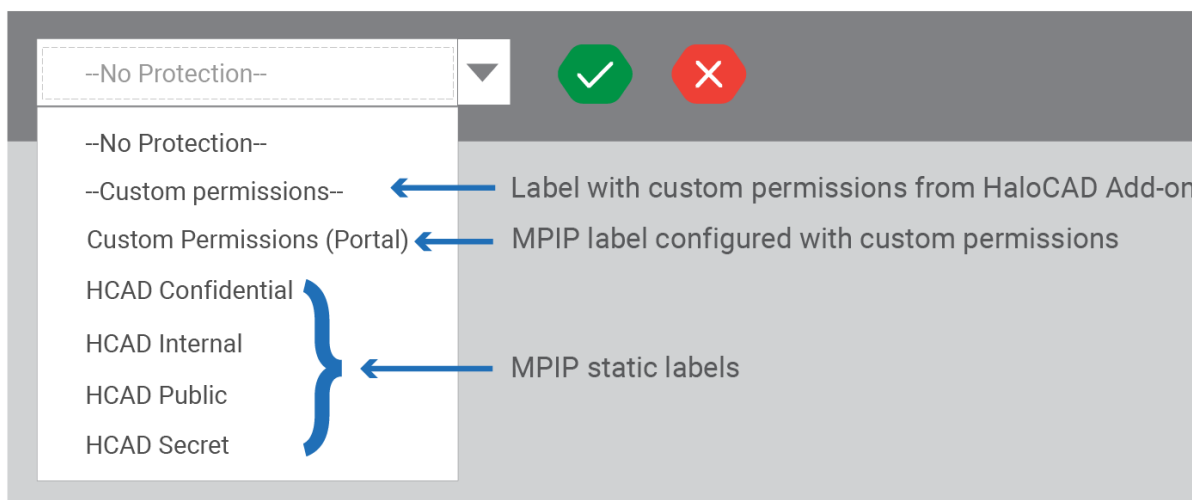 --No Protection--
--No Protection--
--Custom permissions--
Label with custom permissions from HaloCAD Add-on
Custom Permissions (Portal)
MPIP label configured with custom permissions
HCAD Confidential
HCAD Internal
MPIP static labels
HCAD Public
HCAD Secret